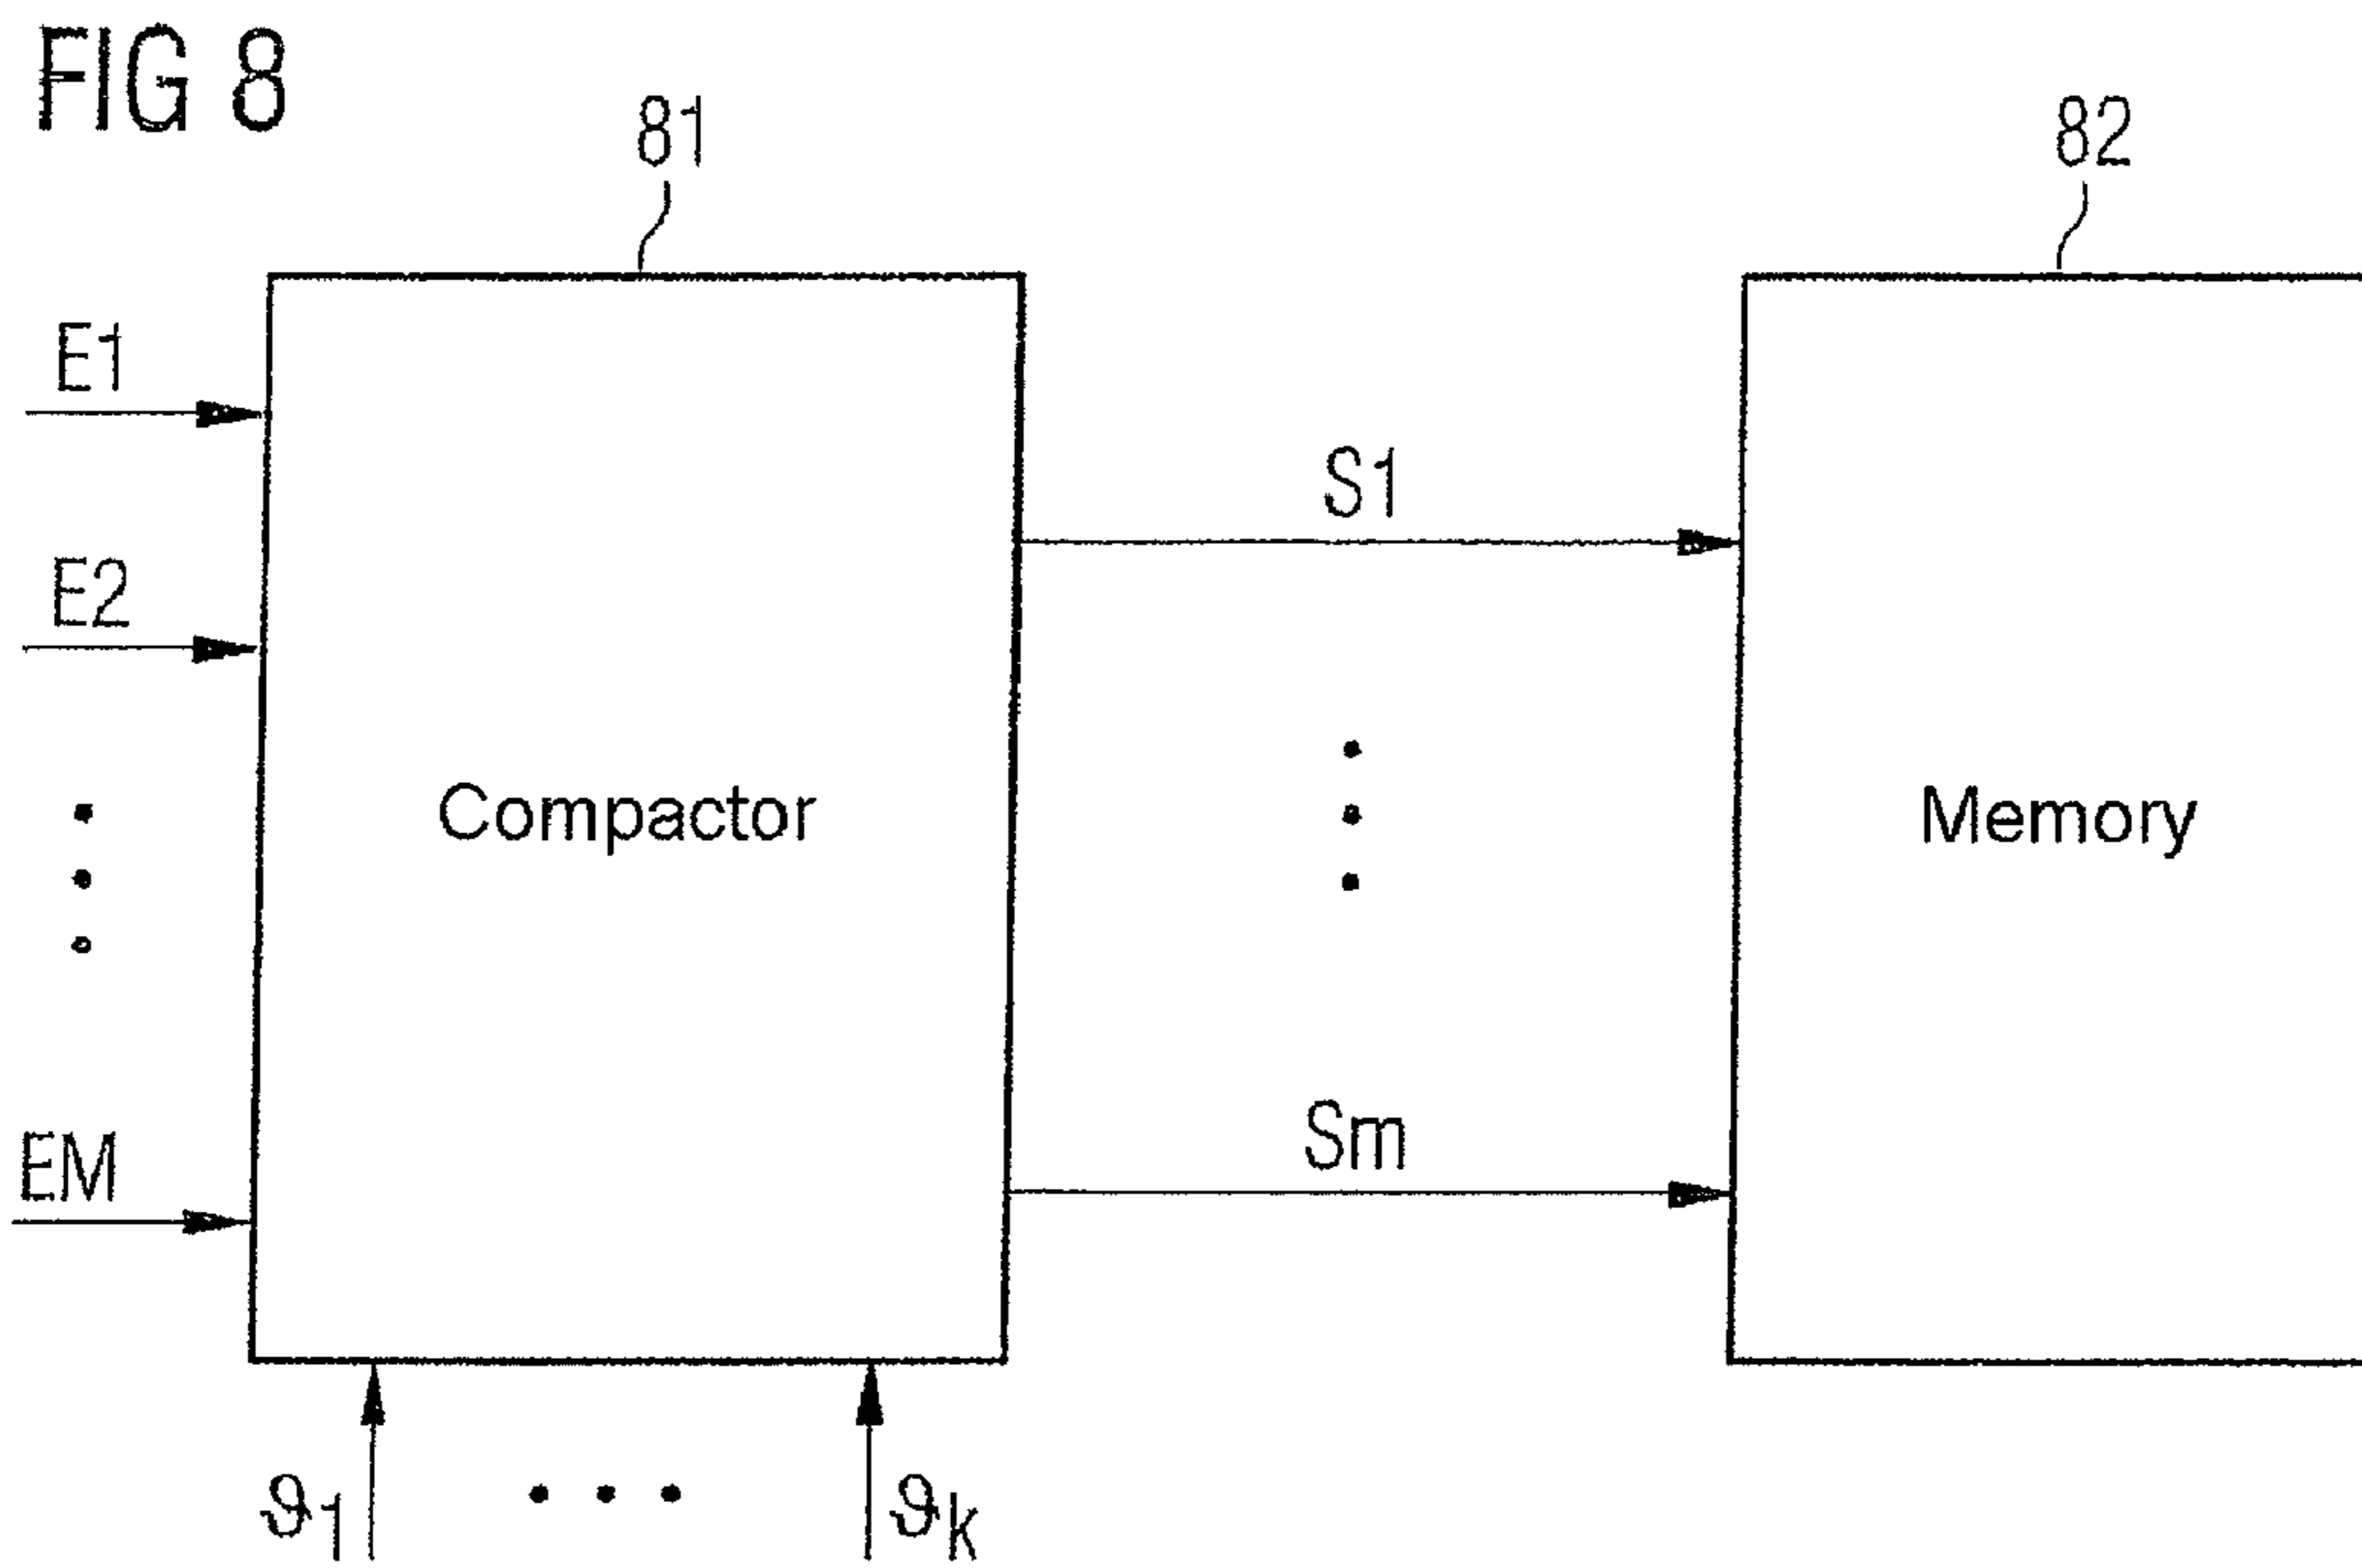 FIG 8
81
82
E1
E2
S1
Compactor
Memory
EM
Sm
ϑ1
ϑk